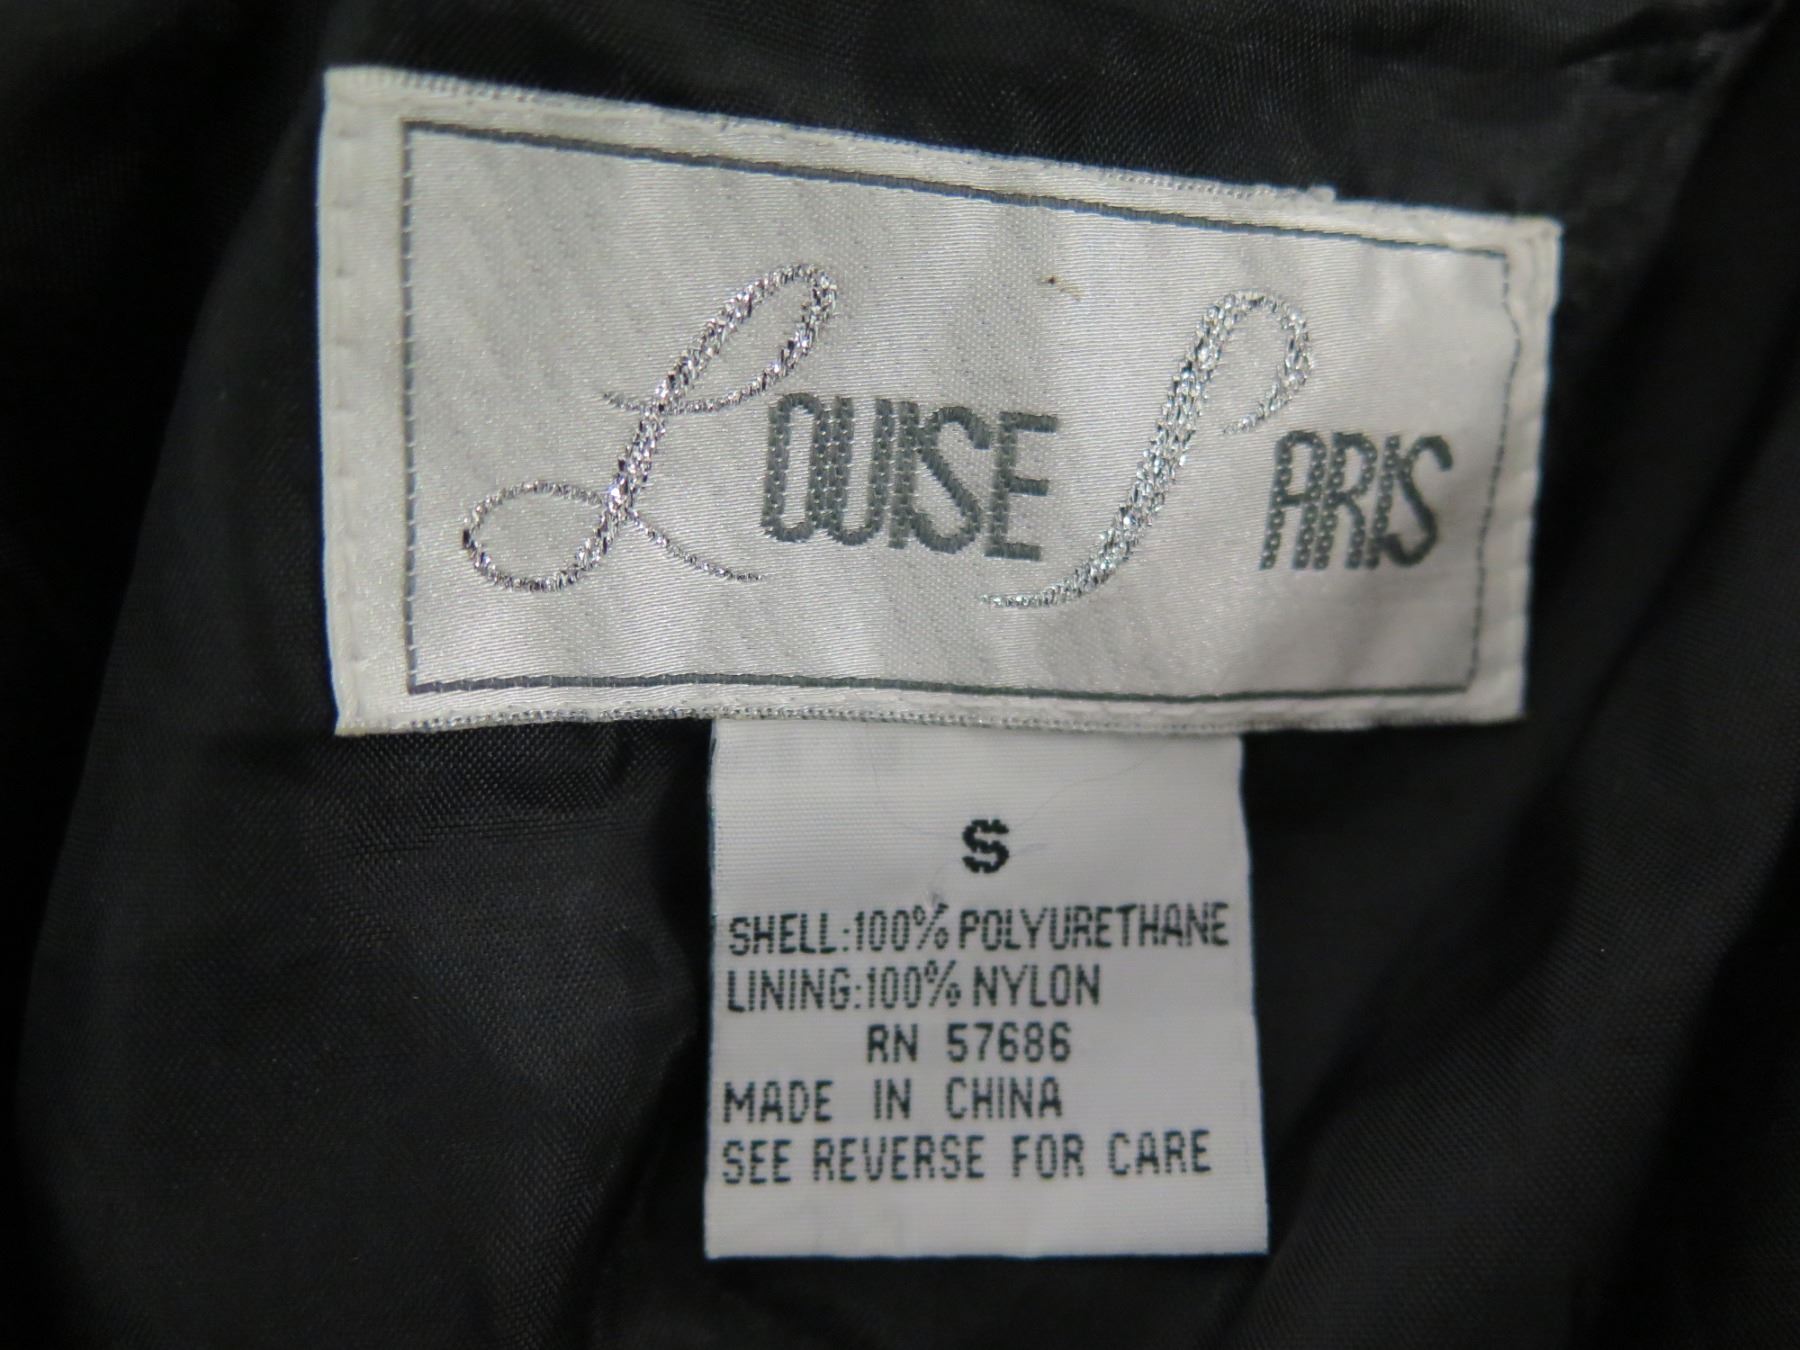 LOUISE PARIS
S
SHELL:100% POLYURETHANE
LINING:100% NYLON
RN 57686
MADE IN CHINA
SEE REVERSE FOR CARE